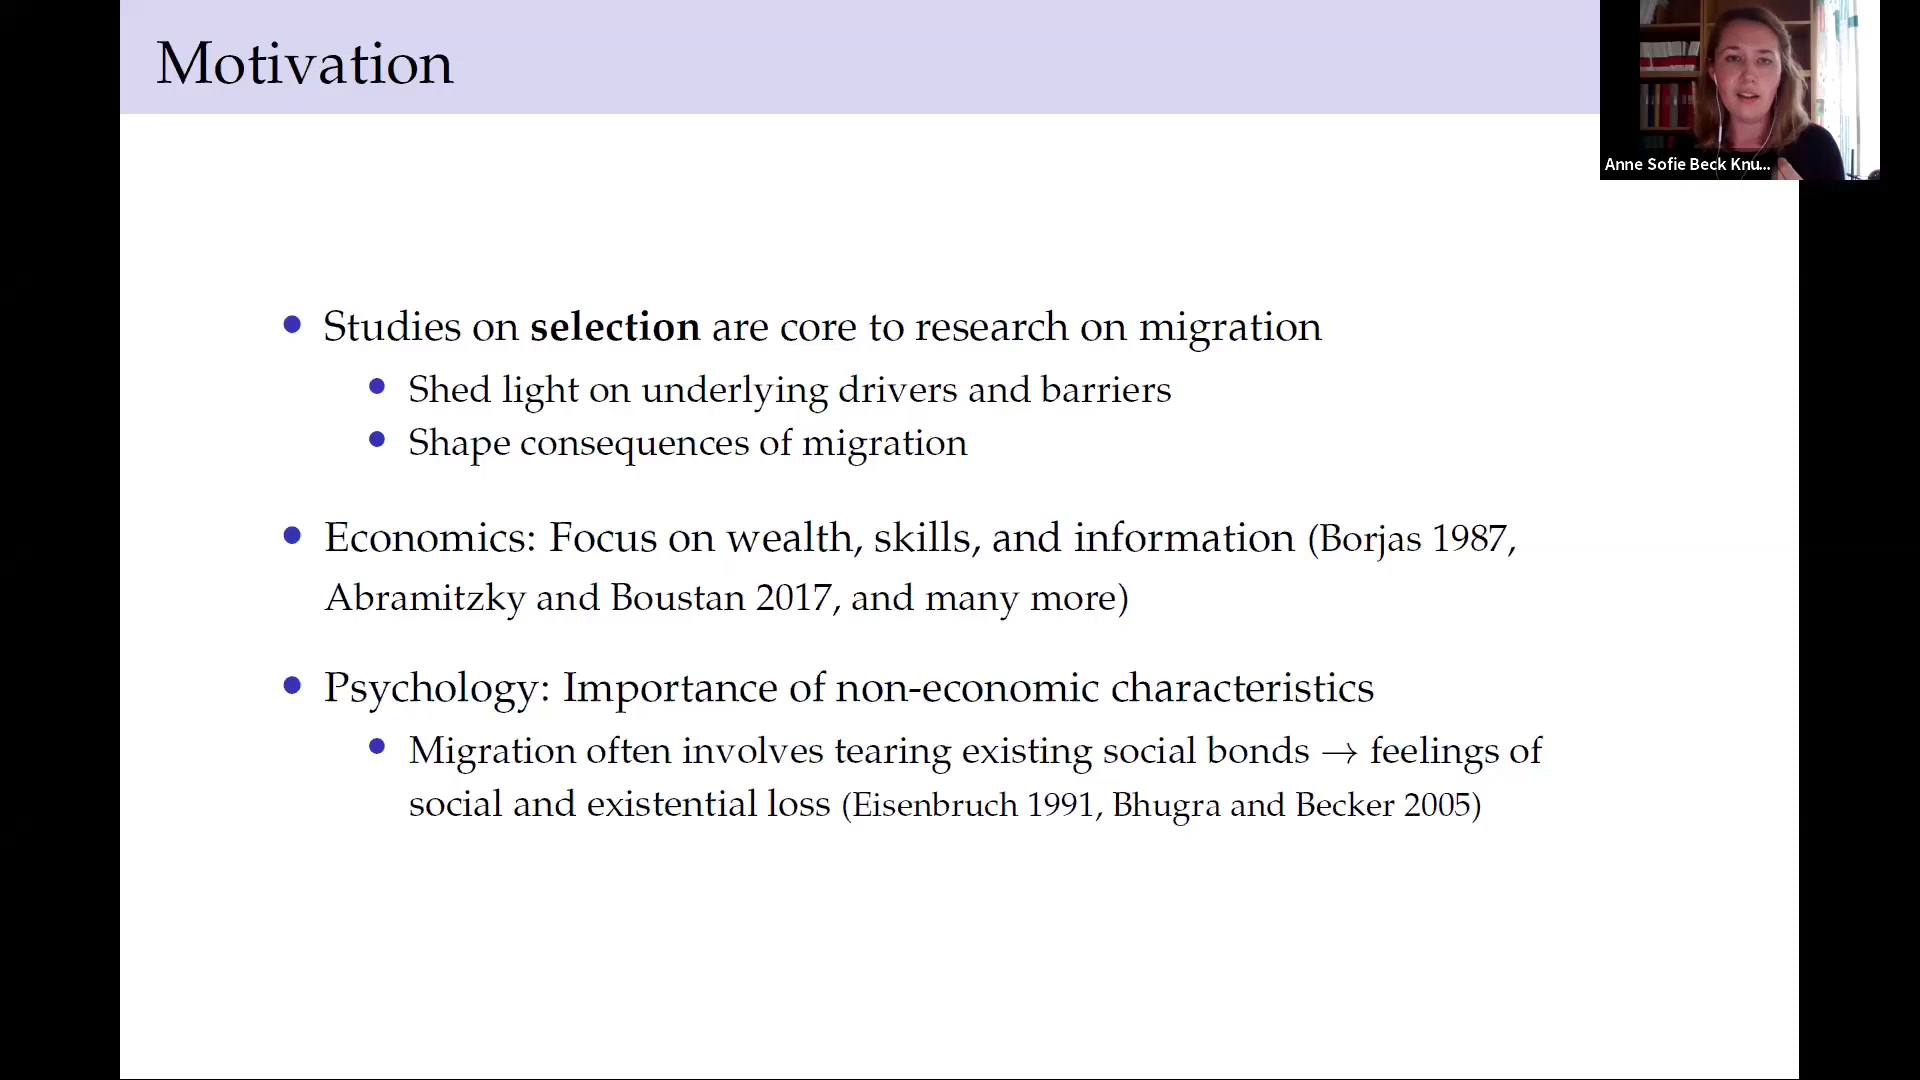 Motivation
Anne Sofie Beck Knu...
• Studies on selection are core to research on migration
• Shed light on underlying drivers and barriers
• Shape consequences of migration
• Economics: Focus on wealth, skills, and information (Borjas 1987,
Abramitzky and Boustan 2017, and many more)
• Psychology: Importance of non-economic characteristics
• Migration often involves tearing existing social bonds → feelings of
social and existential loss (Eisenbruch 1991, Bhugra and Becker 2005)